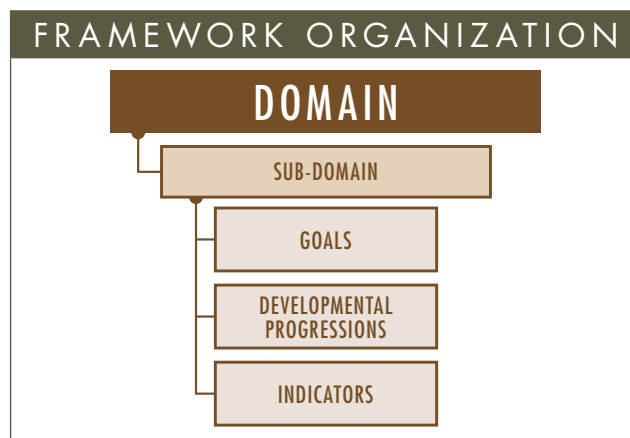 FRAMEWORK ORGANIZATION
DOMAIN
SUB-DOMAIN
GOALS
DEVELOPMENTAL
PROGRESSIONS
INDICATORS